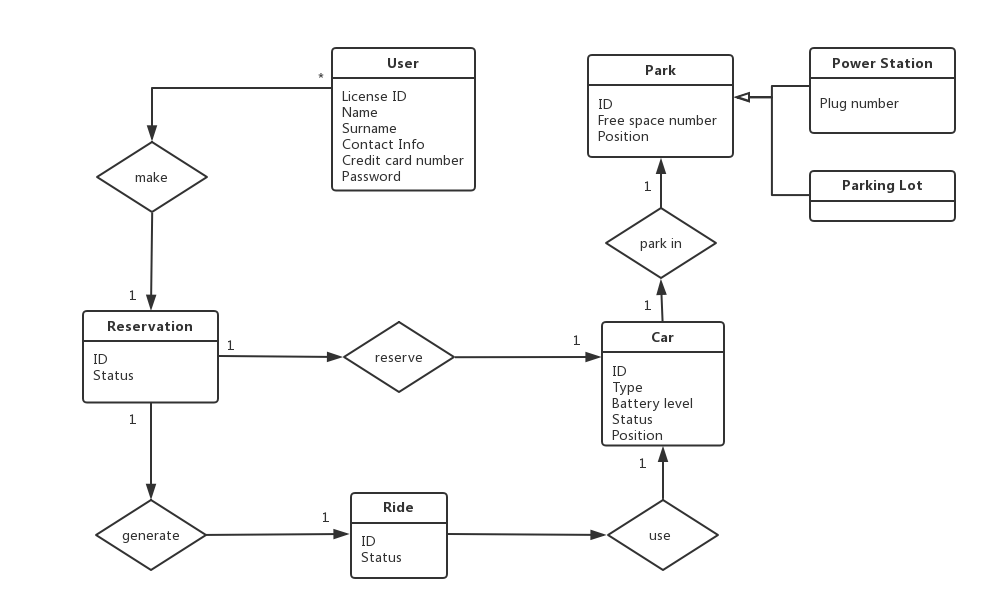 User
License ID
Name
Surname
Contact Info
Credit card number
Password
*
make
1
Park
ID
Free space number
Position
Power Station
Plug number
Parking Lot
1
park in
1
Reservation
ID
Status
1
reserve
1
Car
ID
Type
Battery level
Status
Position
1
generate
1
Ride
ID
Status
use
1